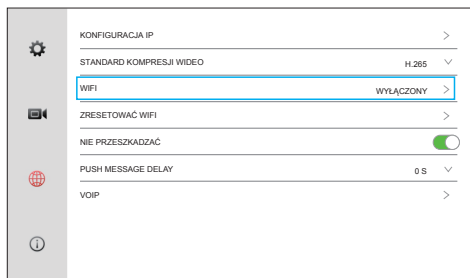 KONFIGURACJA IP
STANDARD KOMPRESJI WIDEO H.265
WIFI WYŁĄCZONY
ZRESETOWAĆ WIFI
NIE PRZESZKADZAĆ
PUSH MESSAGE DELAY 0 S
VOIP